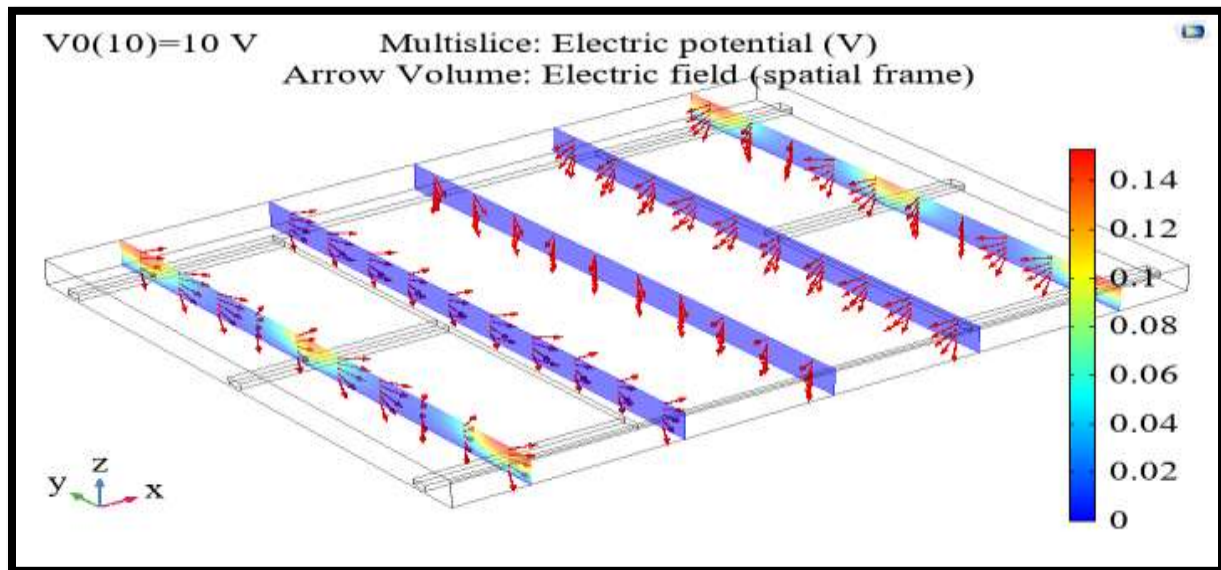 V0(10)=10 V
Multislice: Electric potential (V)
Arrow Volume: Electric field (spatial frame)
0.14
0.12
0.1
0.08
0.06
0.04
0.02
0
y
z
x